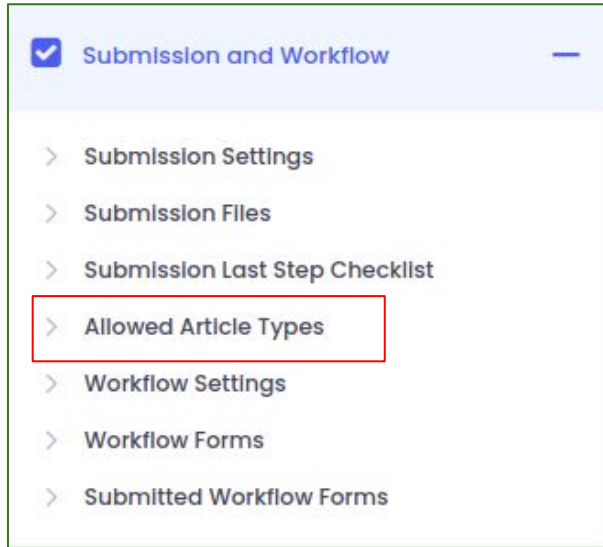 Submission and Workflow
Submission Settings
Submission Files
Submission Last Step Checklist
Allowed Article Types
Workflow Settings
Workflow Forms
Submitted Workflow Forms